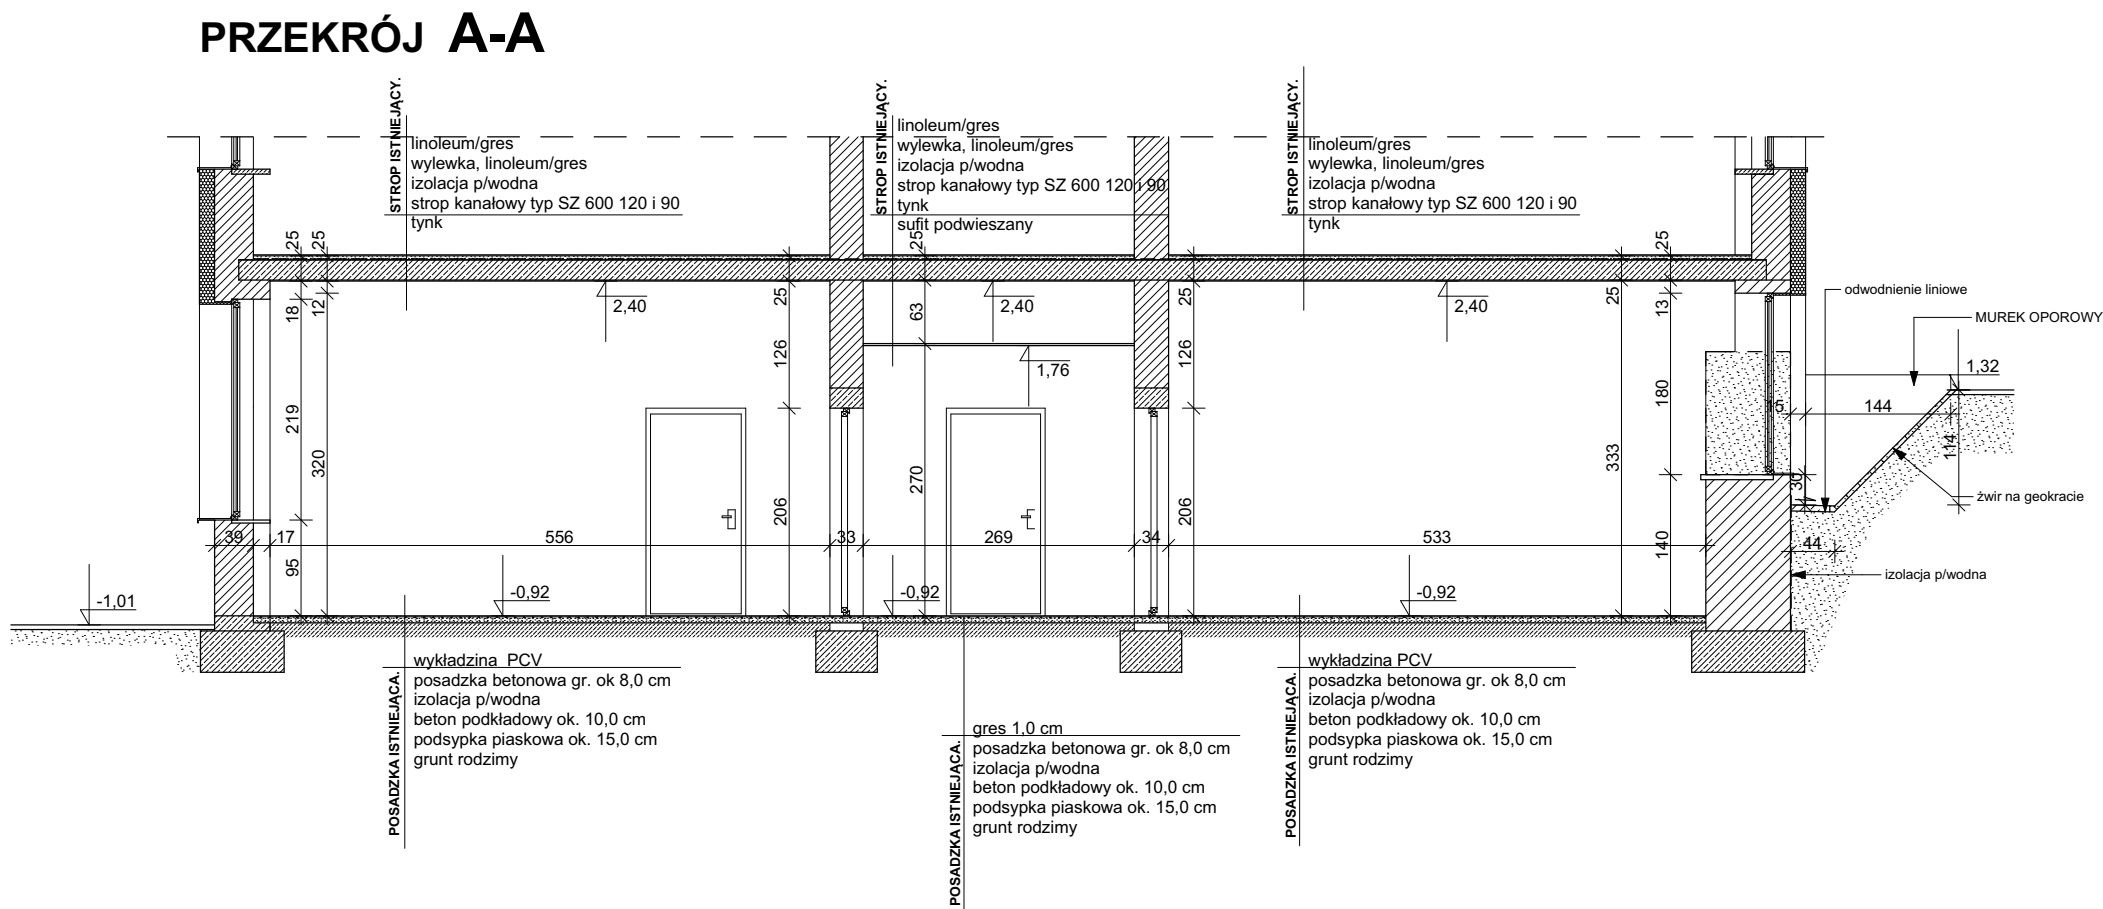 PRZEKRÓJ A-A
STROP ISTNIEJĄCY.
linoleum/gres
wylewka, linoleum/gres
izolacja p/wodna
strop kanałowy typ SZ 600 120 i 90
tynk
STROP ISTNIEJĄCY.
linoleum/gres
wylewka, linoleum/gres
izolacja p/wodna
strop kanałowy typ SZ 600 120 i 90
tynk
sufit podwieszany
STROP ISTNIEJĄCY.
linoleum/gres
wylewka, linoleum/gres
izolacja p/wodna
strop kanałowy typ SZ 600 120 i 90
tynk
25
25
25
25
18
12
2,40
25
63
2,40
25
2,40
25
13
odwodnienie liniowe
MUREK OPOROWY
126
1,76
126
1,32
219
320
206
270
206
333
180
15
144
114
30
żwir na geokracie
39
17
556
33
269
34
533
140
44
95
izolacja p/wodna
-1,01
-0,92
-0,92
-0,92
POSADZKA ISTNIEJĄCA.
wykładzina PCV
posadzka betonowa gr. ok 8,0 cm
izolacja p/wodna
beton podkładowy ok. 10,0 cm
podsypka piaskowa ok. 15,0 cm
grunt rodzimy
POSADZKA ISTNIEJĄCA.
gres 1,0 cm
posadzka betonowa gr. ok 8,0 cm
izolacja p/wodna
beton podkładowy ok. 10,0 cm
podsypka piaskowa ok. 15,0 cm
grunt rodzimy
POSADZKA ISTNIEJĄCA.
wykładzina PCV
posadzka betonowa gr. ok 8,0 cm
izolacja p/wodna
beton podkładowy ok. 10,0 cm
podsypka piaskowa ok. 15,0 cm
grunt rodzimy